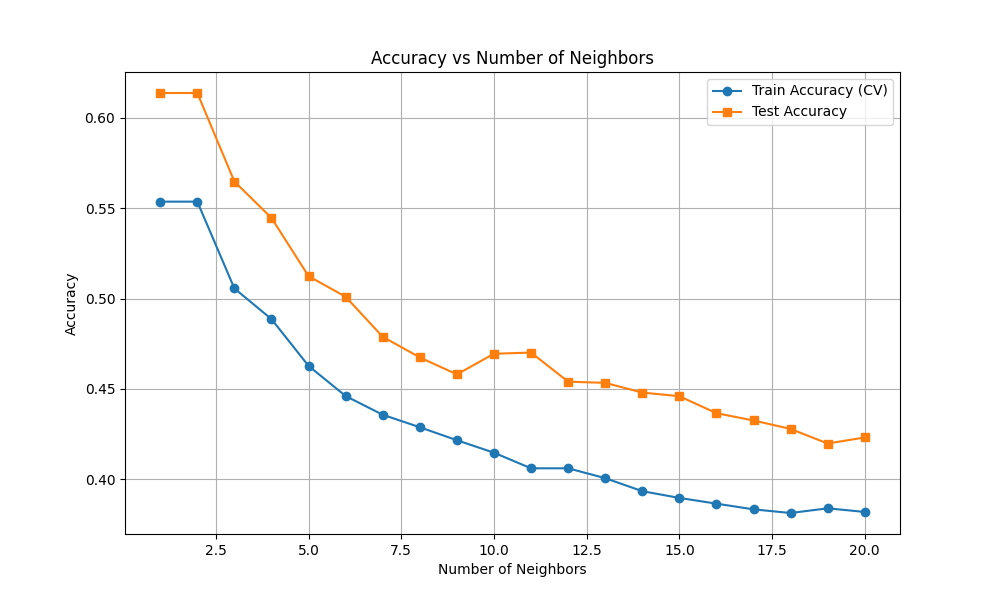 Accuracy vs Number of Neighbors
Train Accuracy (CV)
Test Accuracy
Accuracy
0.60
0.55
0.50
0.45
0.40
2.5 5.0 7.5 10.0 12.5 15.0 17.5 20.0
Number of Neighbors